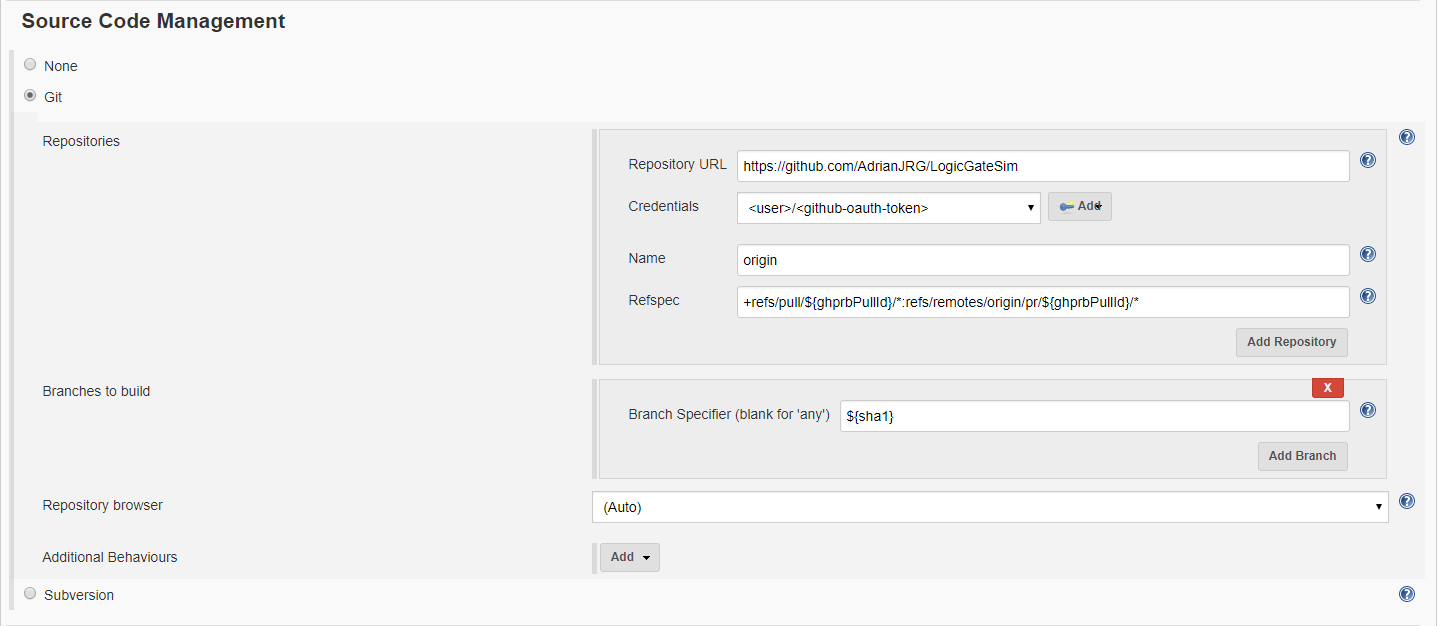 Source Code Management
None
Git
Repositories
Repository URL https://github.com/AdrianJRG/LogicGateSim
Credentials <user>/<github-oauth-token> Add
Name origin
Refspec +refs/pull/${ghprbPullId}/*:refs/remotes/origin/pr/${ghprbPullId}/*
Add Repository
Branches to build
X
Branch Specifier (blank for 'any') ${sha1}
Add Branch
Repository browser (Auto)
Additional Behaviours Add
Subversion